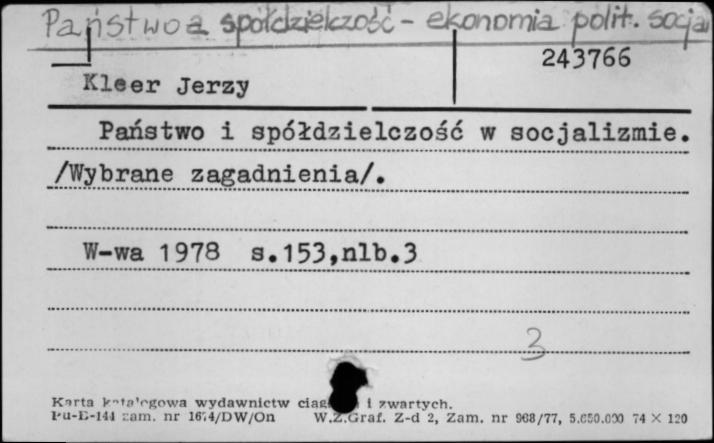 Państwo a spółdzielczość - ekonomia polit. socja
243766
Kleer Jerzy
Państwo i spółdzielczość w socjalizmie.
/Wybrane zagadnienia/.
W-wa 1978 s.153,nlb.3
3
Karta katalogowa wydawnictw i zwartych.
Pu-E-144 zam. nr 1674/DW/On W.Z.Graf. Z-d 2, Zam. nr 968/77, 5.650.000 74 × 120